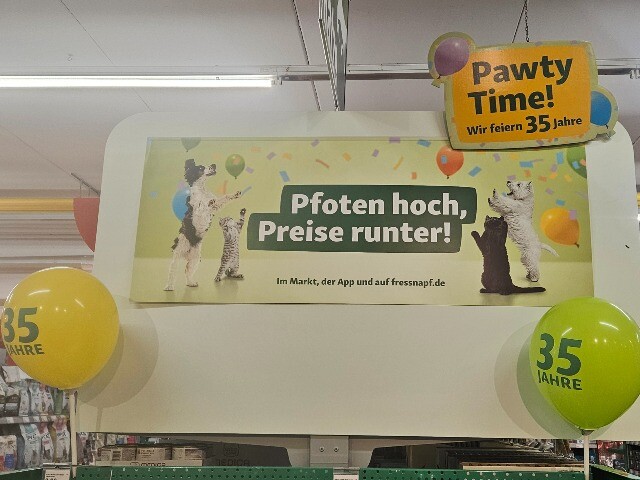 Pawty
Time!
Wir feiern 35 Jahre
Pfoten hoch,
Preise runter!
Im Markt, der App und auf fressnapf.de
35
JAHRE
35
JAHRE